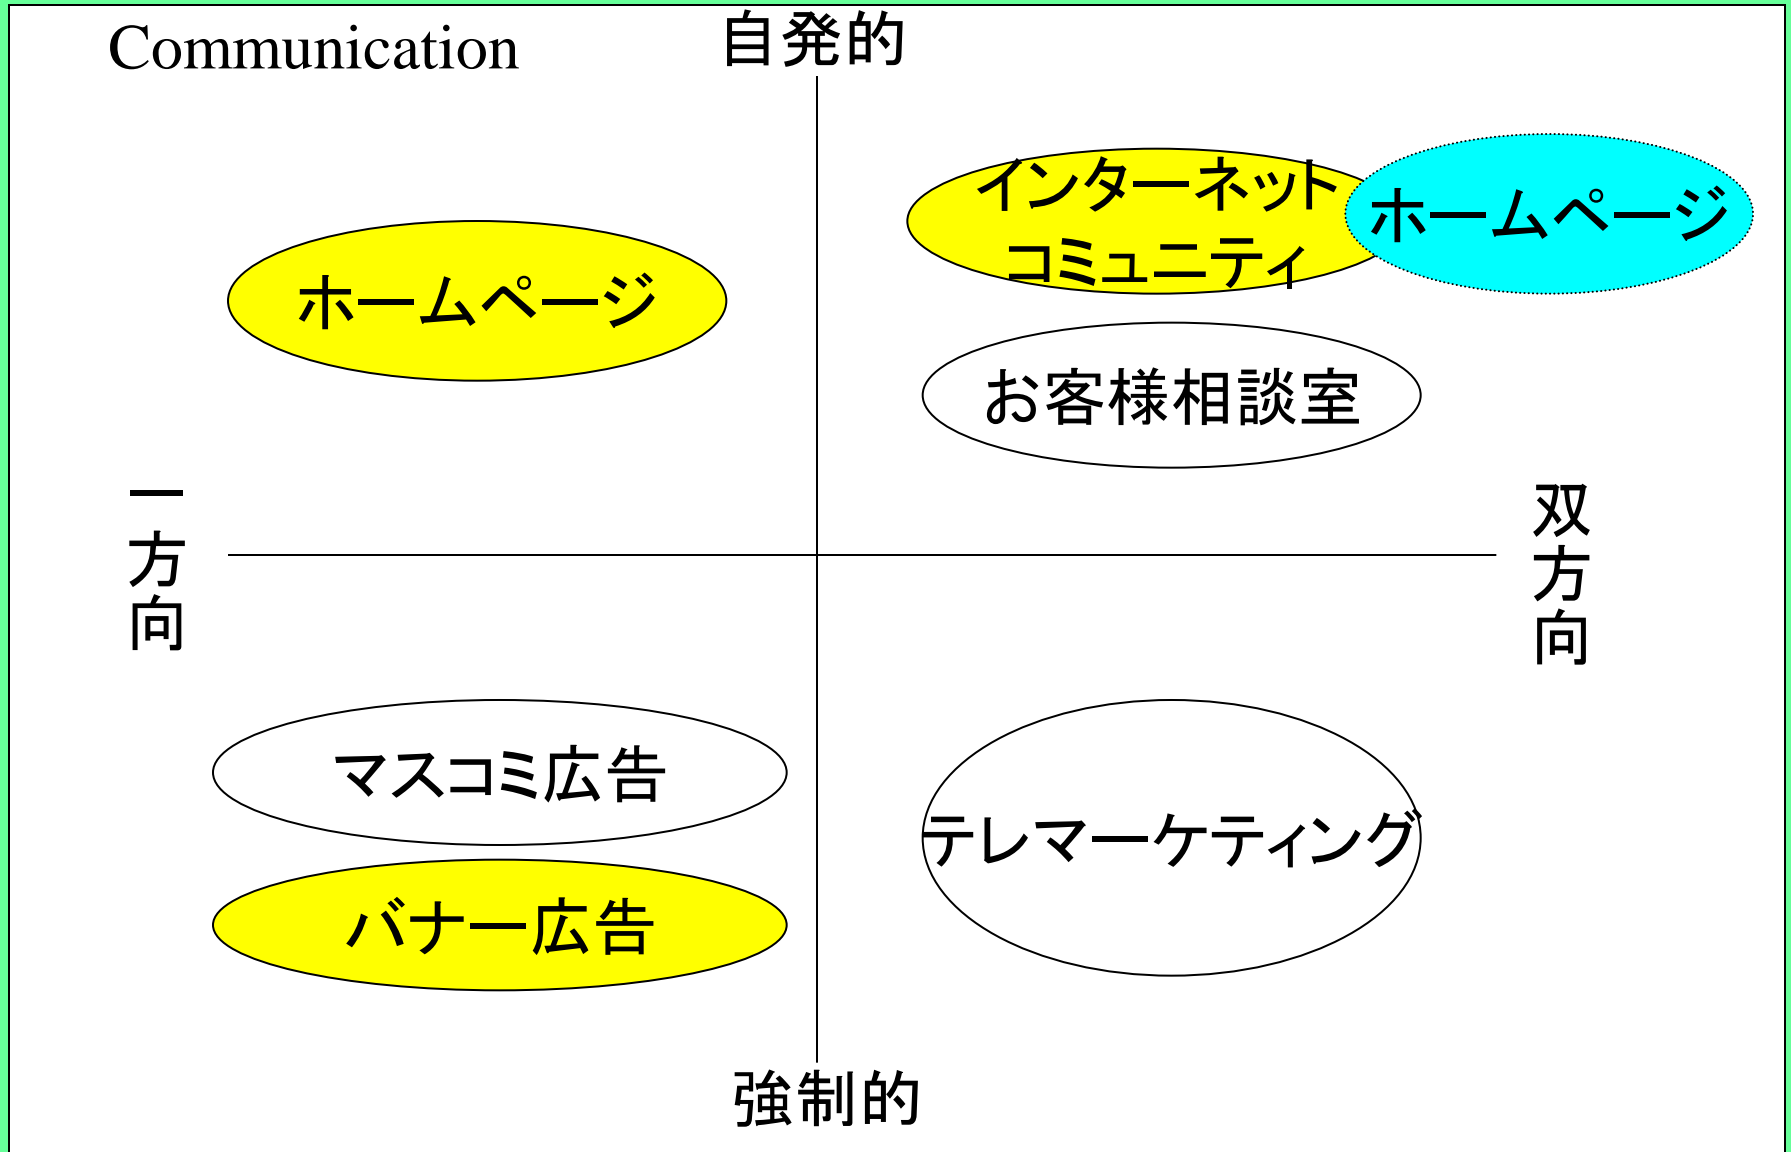 Communication
自発的
インターネット
コミュニティ
ホームページ
ホームページ
お客様相談室
一方向
双方向
マスコミ広告
テレマーケティング
バナー広告
強制的